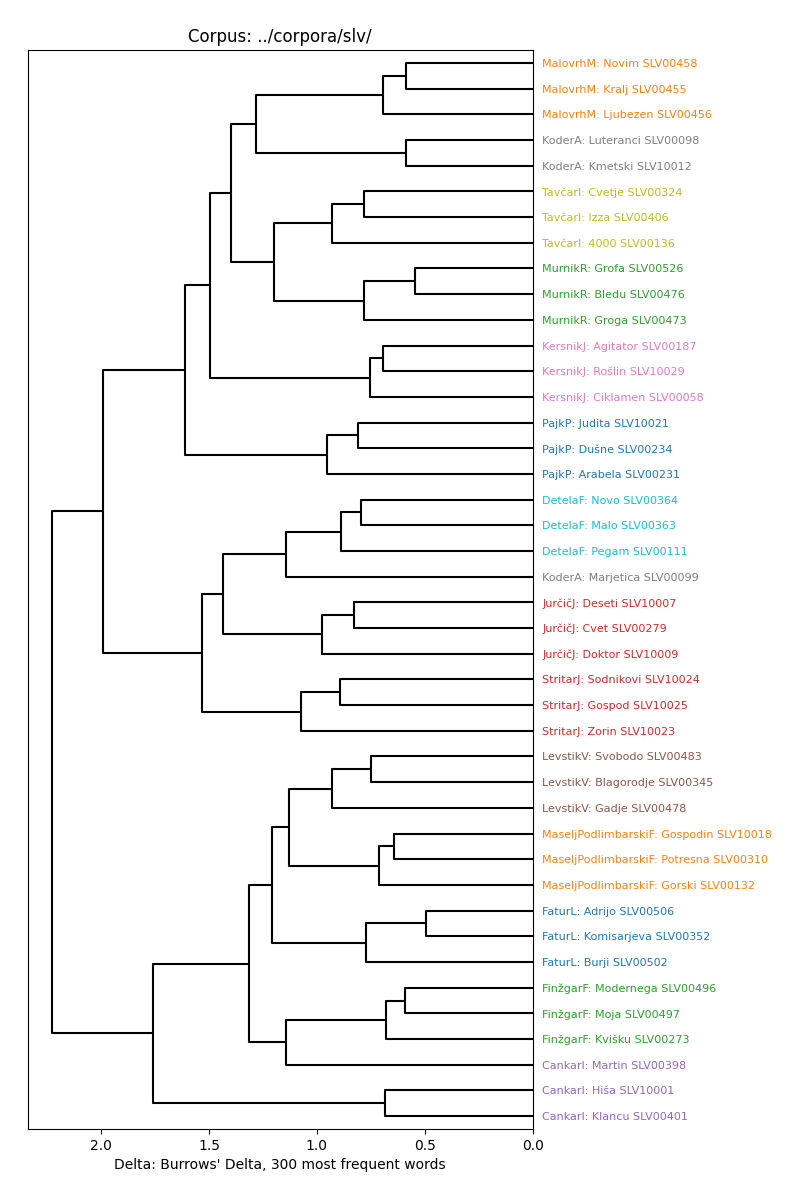 Corpus: ../corpora/slv/
MalovrhM: Novim SLV00458
MalovrhM: Kralj SLV00455
MalovrhM: Ljubezen SLV00456
KoderA: Luteranci SLV00098
KoderA: Kmetski SLV10012
TavčarI: Cvetje SLV00324
TavčarI: Izza SLV00406
TavčarI: 4000 SLV00136
MurnikR: Grofa SLV00526
MurnikR: Bledu SLV00476
MurnikR: Groga SLV00473
KersnikJ: Agitator SLV00187
KersnikJ: Rošlin SLV10029
KersnikJ: Ciklamen SLV00058
PajkP: Judita SLV10021
PajkP: Dušne SLV00234
PajkP: Arabela SLV00231
DetelaF: Novo SLV00364
DetelaF: Malo SLV00363
DetelaF: Pegam SLV00111
KoderA: Marjetica SLV00099
JurčičJ: Deseti SLV10007
JurčičJ: Cvet SLV00279
JurčičJ: Doktor SLV10009
StritarJ: Sodnikovi SLV10024
StritarJ: Gospod SLV10025
StritarJ: Zorin SLV10023
LevstikV: Svobodo SLV00483
LevstikV: Blagorodje SLV00345
LevstikV: Gadje SLV00478
MaseljPodlimbarskiF: Gospodin SLV10018
MaseljPodlimbarskiF: Potresna SLV00310
MaseljPodlimbarskiF: Gorski SLV00132
FaturL: Adrijo SLV00506
FaturL: Komisarjeva SLV00352
FaturL: Burji SLV00502
FinžgarF: Modernega SLV00496
FinžgarF: Moja SLV00497
FinžgarF: Kvišku SLV00273
CankarI: Martin SLV00398
CankarI: Hiša SLV10001
CankarI: Klancu SLV00401
2.0 1.5 1.0 0.5 0.0
Delta: Burrows' Delta, 300 most frequent words